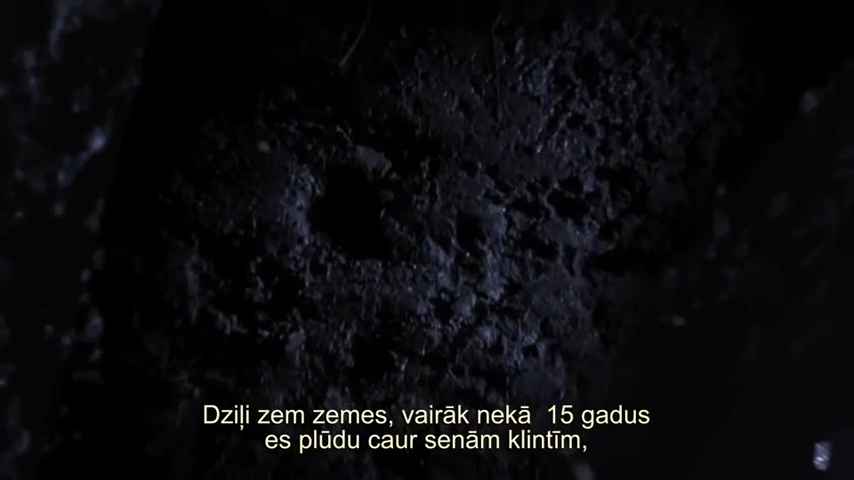 Dziļi zem zemes, vairāk nekā  15 gadus
es plūdu caur senām klintīm,